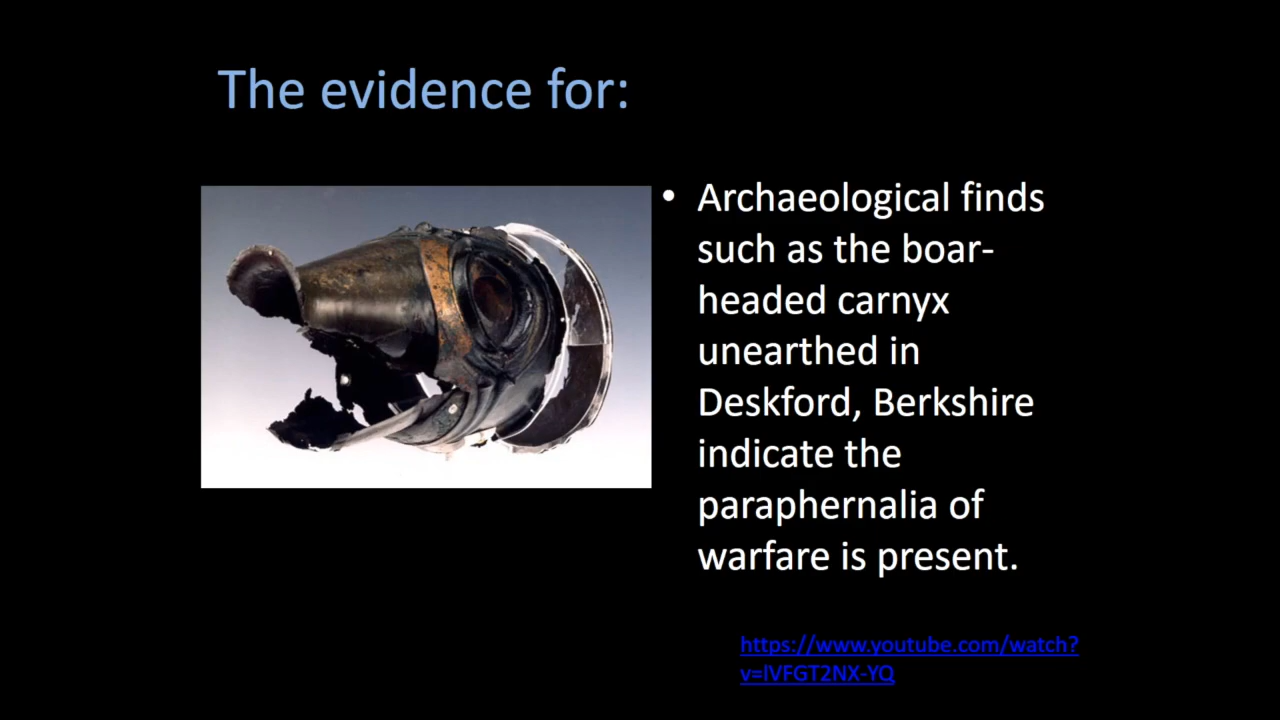 The evidence for:
• Archaeological finds
such as the boar-
headed carnyx
unearthed in
Deskford, Berkshire
indicate the
paraphernalia of
warfare is present.
https://www.youtube.com/watch?
v=lVFGT2NX-YQ